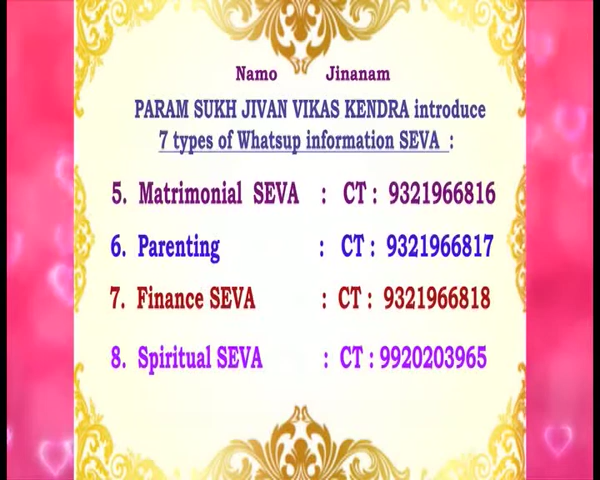 Namo Jinanam
PARAM SUKH JIVAN VIKAS KENDRA introduce
7 types of Whatsup information SEVA :
5. Matrimonial SEVA : CT : 9321966816
6. Parenting : CT : 9321966817
7. Finance SEVA : CT : 9321966818
8. Spiritual SEVA : CT : 9920203965